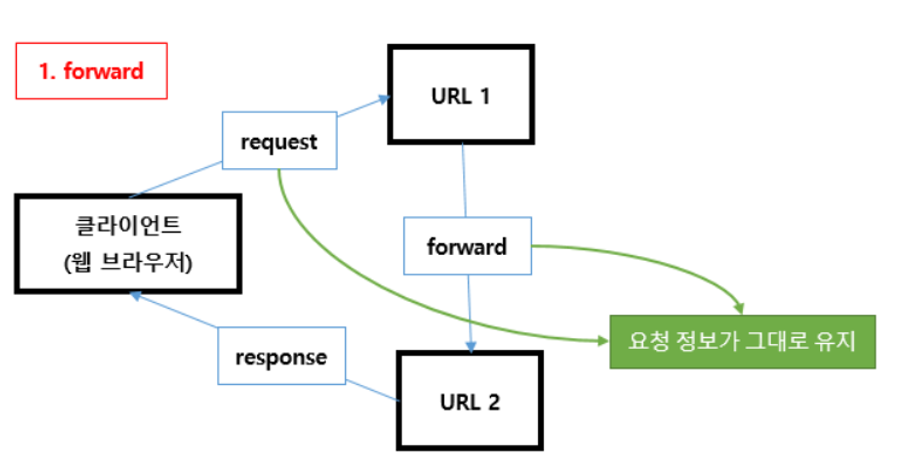 1. forward
URL 1
request
클라이언트
(웹 브라우저)
forward
요청 정보가 그대로 유지
response
URL 2